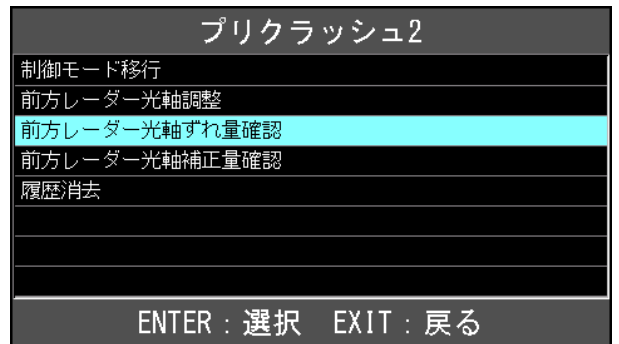 プリクラッシュ2
制御モード移行
前方レーダー光軸調整
前方レーダー光軸ずれ量確認
前方レーダー光軸補正量確認
履歴消去
ENTER：選択　EXIT：戻る